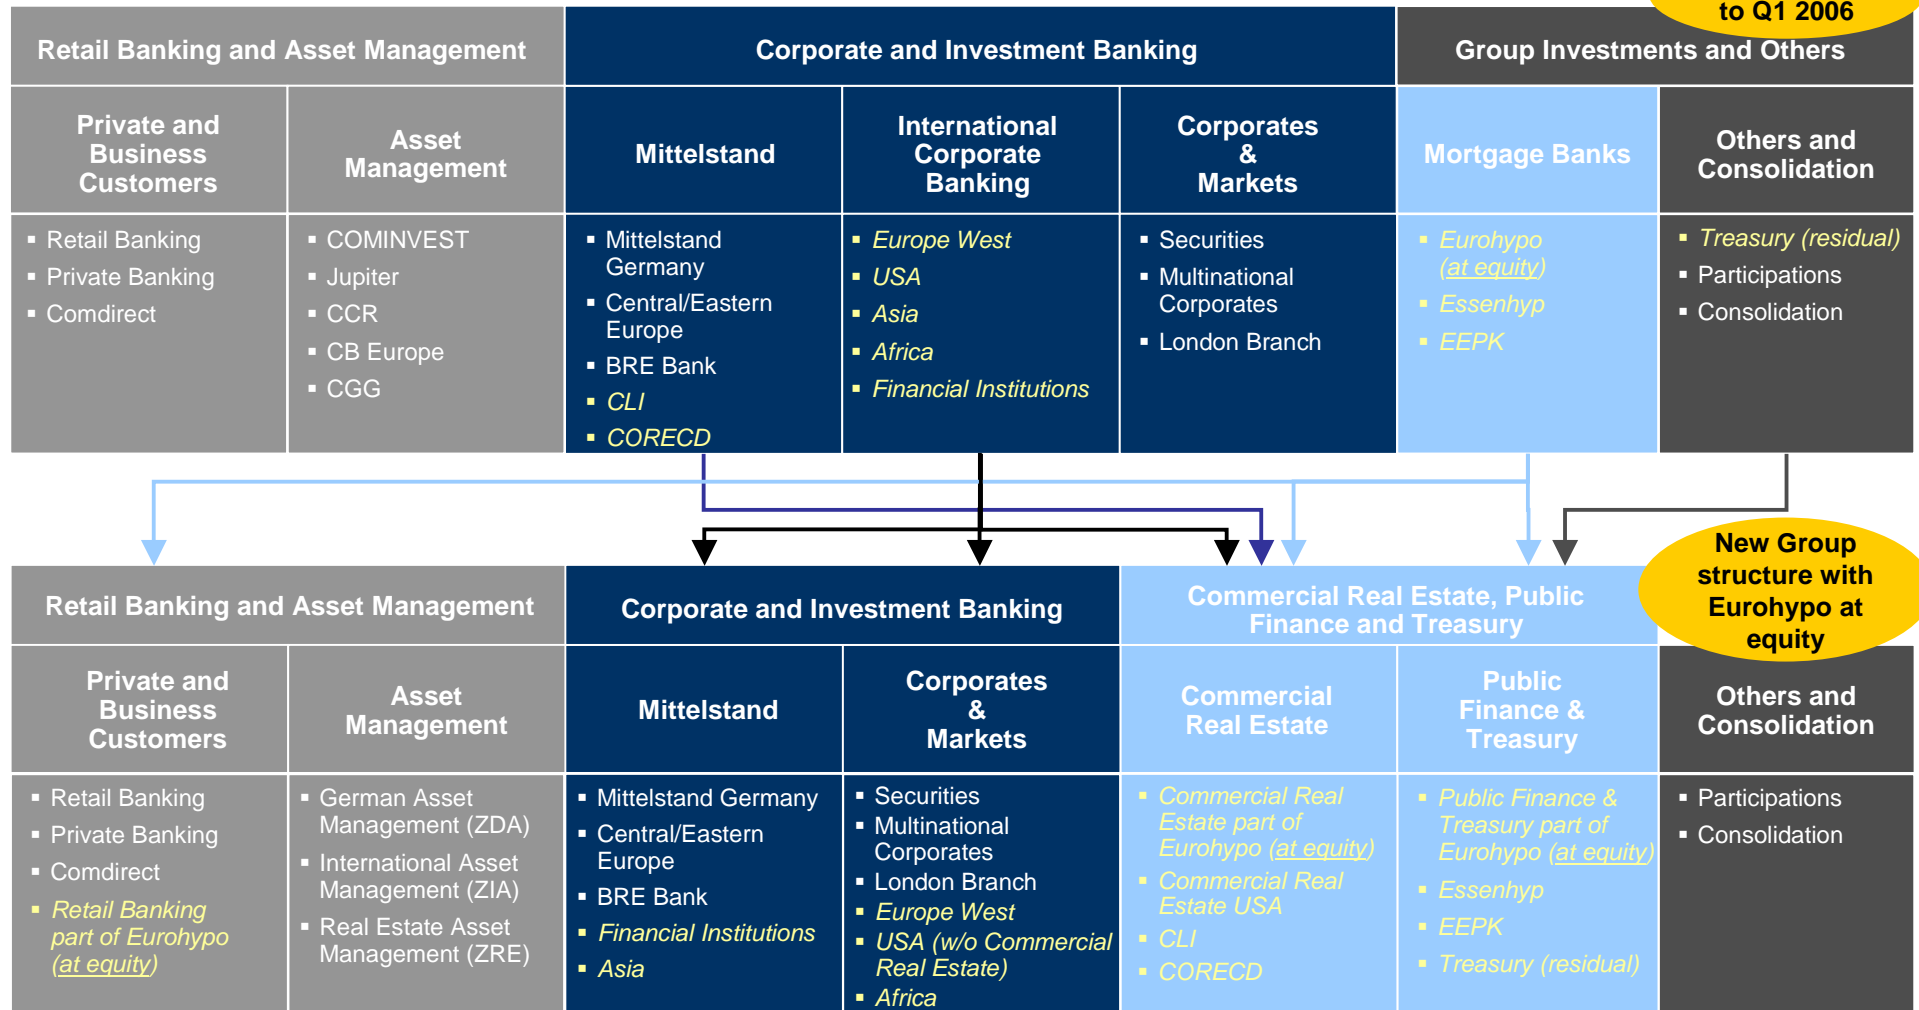 to Q1 2006
Retail Banking and Asset Management
Corporate and Investment Banking
Group Investments and Others
Private and
Business
Customers
Asset
Management
Mittelstand
International
Corporate
Banking
Corporates
&
Markets
Mortgage Banks
Others and
Consolidation
▪ Retail Banking
▪ Private Banking
▪ Comdirect
▪ COMINVEST
▪ Jupiter
▪ CCR
▪ CB Europe
▪ CGG
▪ Mittelstand
Germany
▪ Central/Eastern
Europe
▪ BRE Bank
▪ CLI
▪ CORECD
▪ Europe West
▪ USA
▪ Asia
▪ Africa
▪ Financial Institutions
▪ Securities
▪ Multinational
Corporates
▪ London Branch
▪ Eurohypo
(at equity)
▪ Essenhyp
▪ EEPK
▪ Treasury (residual)
▪ Participations
▪ Consolidation
New Group
structure with
Eurohypo at
equity
Retail Banking and Asset Management
Corporate and Investment Banking
Commercial Real Estate, Public
Finance and Treasury
Private and
Business
Customers
Asset
Management
Mittelstand
Corporates
&
Markets
Commercial
Real Estate
Public
Finance &
Treasury
Others and
Consolidation
▪ Retail Banking
▪ Private Banking
▪ Comdirect
▪ Retail Banking
part of Eurohypo
(at equity)
▪ German Asset
Management (ZDA)
▪ International Asset
Management (ZIA)
▪ Real Estate Asset
Management (ZRE)
▪ Mittelstand Germany
▪ Central/Eastern
Europe
▪ BRE Bank
▪ Financial Institutions
▪ Asia
▪ Securities
▪ Multinational
Corporates
▪ London Branch
▪ Europe West
▪ USA (w/o Commercial
Real Estate)
▪ Africa
▪ Commercial Real
Estate part of
Eurohypo (at equity)
▪ Commercial Real
Estate USA
▪ CLI
▪ CORECD
▪ Public Finance &
Treasury part of
Eurohypo (at equity)
▪ Essenhyp
▪ EEPK
▪ Treasury (residual)
▪ Participations
▪ Consolidation